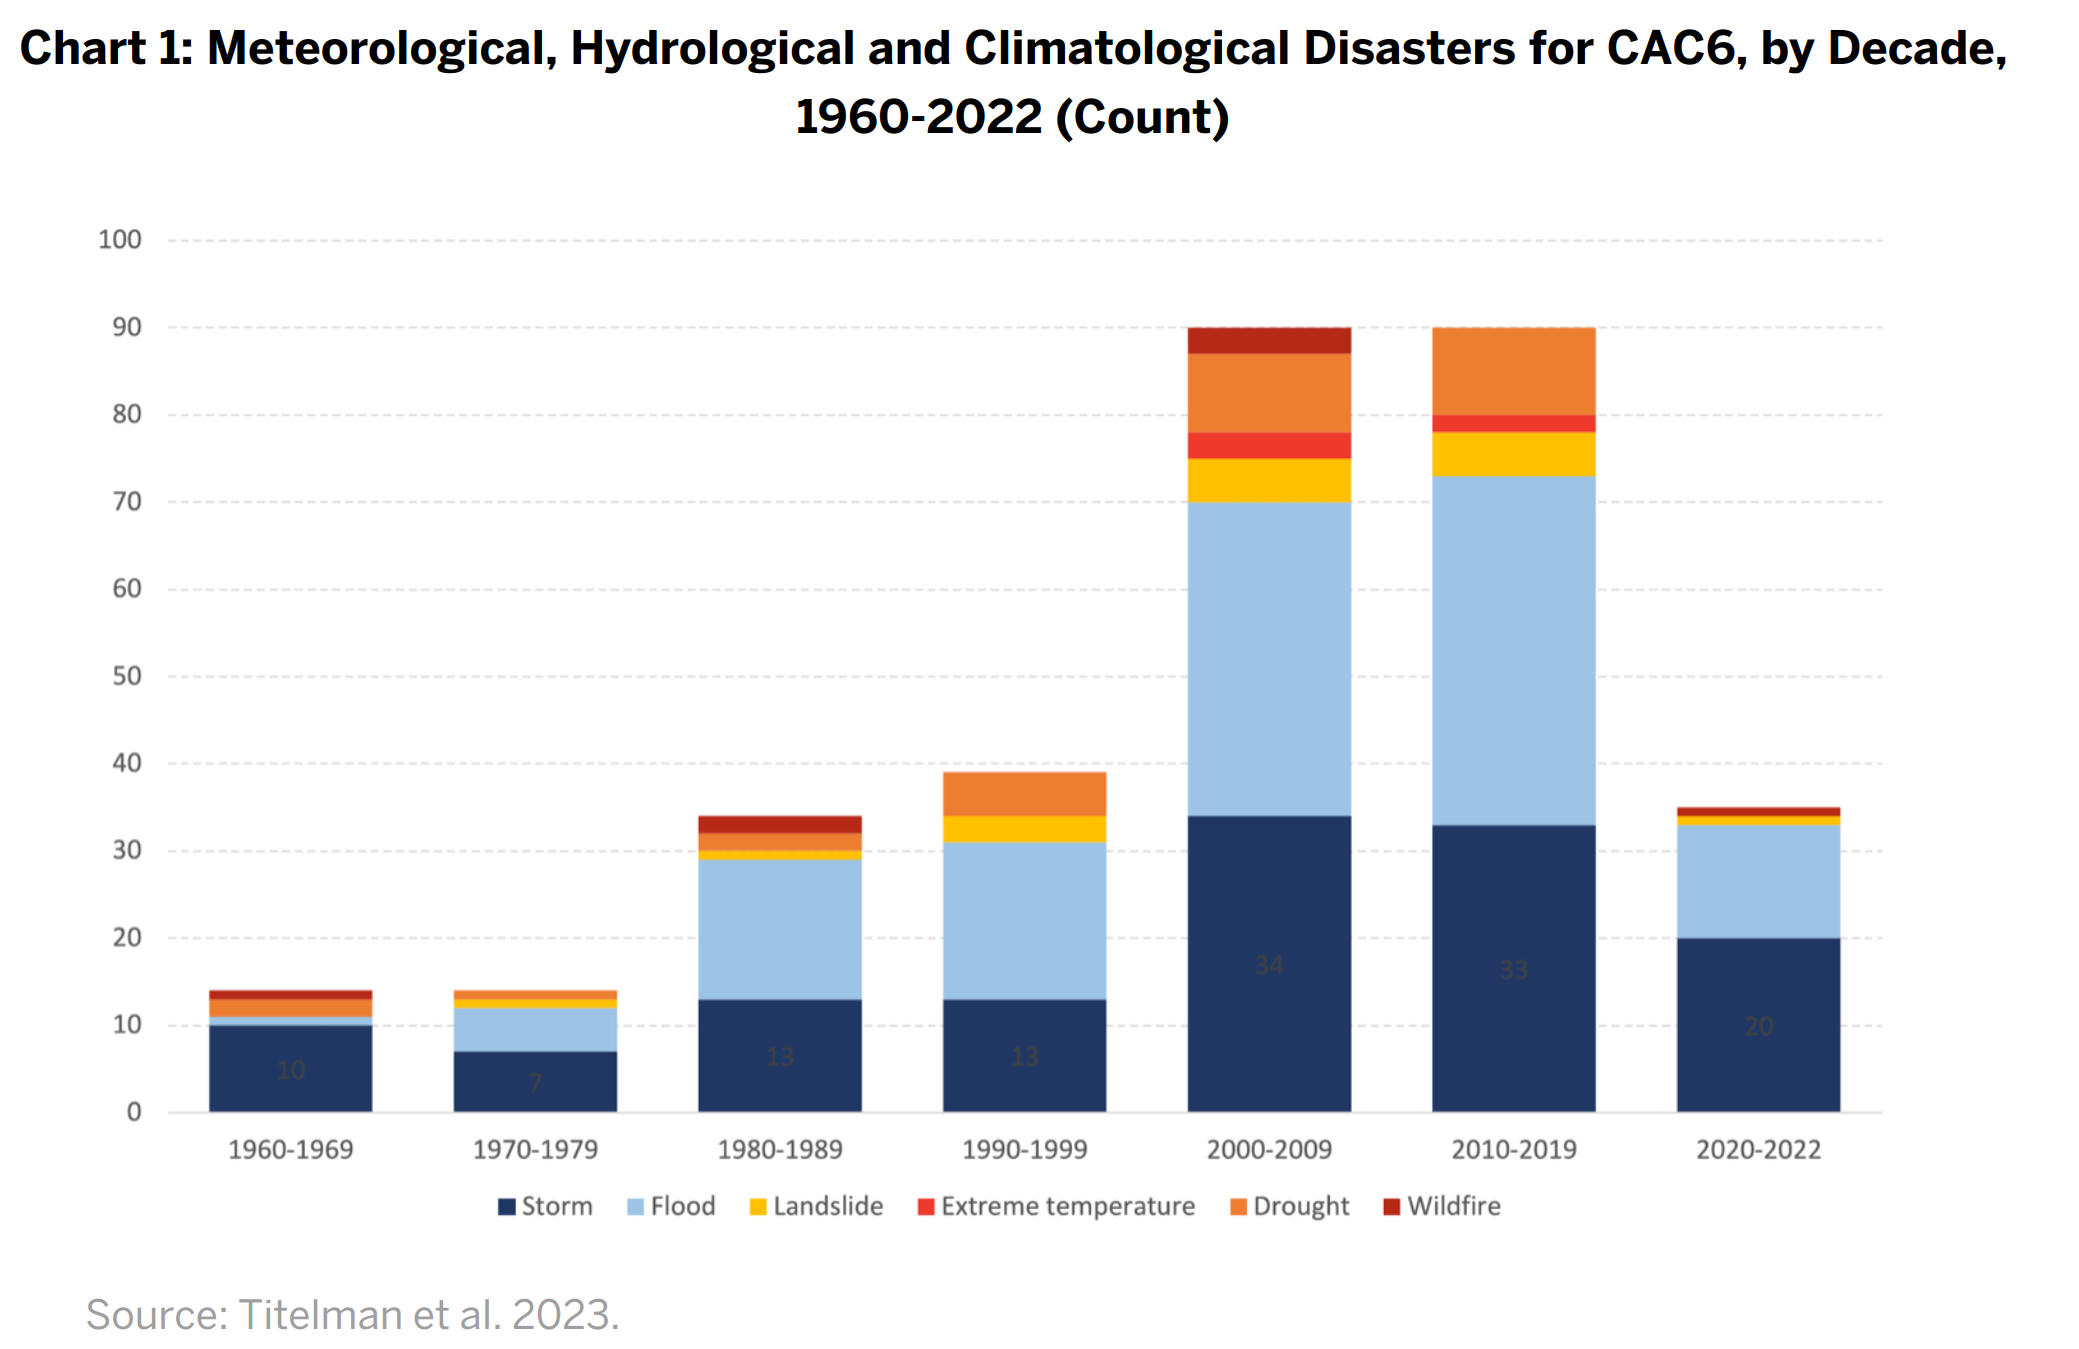 Chart 1: Meteorological, Hydrological and Climatological Disasters for CAC6, by Decade,
1960-2022 (Count)
100
90
80
70
60
50
40
30
20
10
0
10
7
13
13
34
33
20
1960-1969
1970-1979
1980-1989
1990-1999
2000-2009
2010-2019
2020-2022
Storm
Flood
Landslide
Extreme temperature
Drought
Wildfire
Source: Titelman et al. 2023.